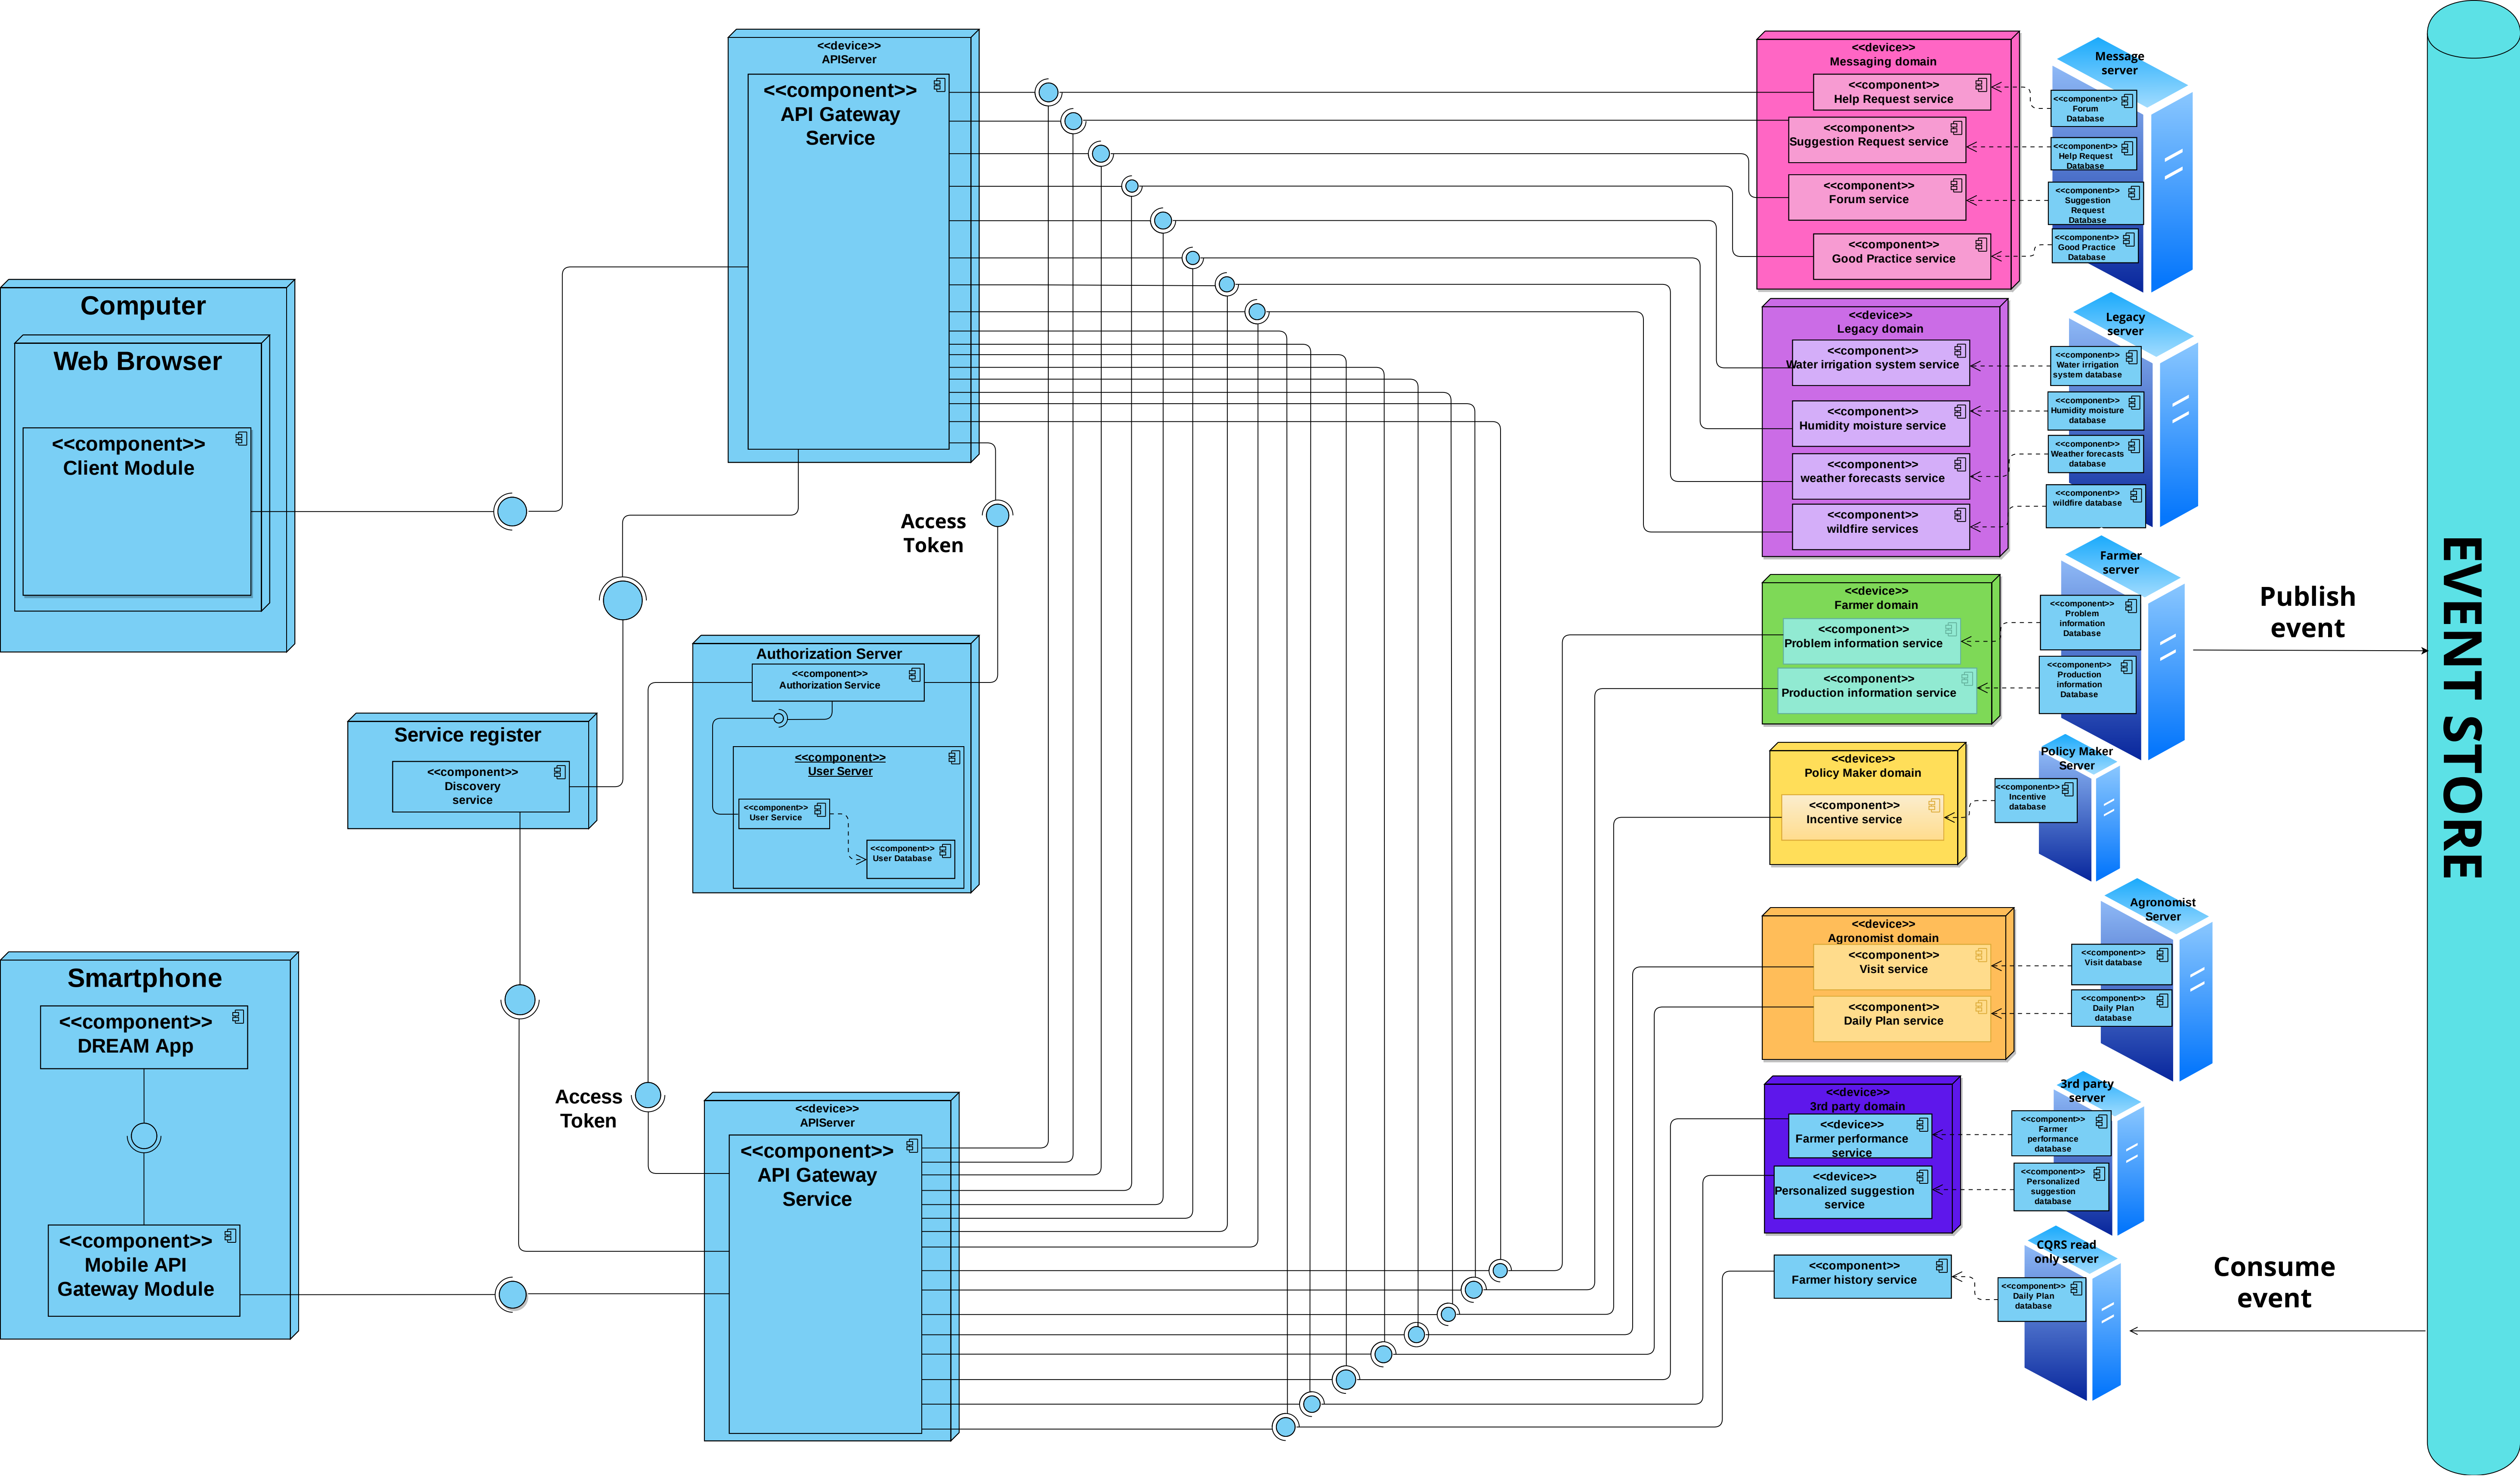 Computer
Web Browser
<<component>>
Client Module
Smartphone
<<component>>
DREAM App
<<component>>
Mobile API
Gateway Module
Service register
<<component>>
Discovery
service
<<device>>
APIServer
<<component>>
API Gateway
Service
Access
Token
Authorization Server
<<component>>
Authorization Service
<<component>>
User Server
<<component>>
User Service
<<component>>
User Database
Access
Token
<<device>>
APIServer
<<component>>
API Gateway
Service
<<device>>
Messaging domain
<<component>>
Help Request service
<<component>>
Suggestion Request service
<<component>>
Forum service
<<component>>
Good Practice service
Message
server
<<component>>
Forum
Database
<<component>>
Help Request
Database
<<component>>
Suggestion
Request
Database
<<component>>
Good Practice
Database
<<device>>
Legacy domain
<<component>>
Water irrigation system service
<<component>>
Humidity moisture service
<<component>>
weather forecasts service
<<component>>
wildfire services
Legacy
server
<<component>>
Water irrigation
system database
<<component>>
Humidity moisture
database
<<component>>
Weather forecasts
database
<<component>>
wildfire database
<<device>>
Farmer domain
<<component>>
Problem information service
<<component>>
Production information service
Farmer
server
<<component>>
Problem
information
Database
<<component>>
Production
information
Database
<<device>>
Policy Maker domain
<<component>>
Incentive service
Policy Maker
Server
<<component>>
Incentive
database
<<device>>
Agronomist domain
<<component>>
Visit service
<<component>>
Daily Plan service
Agronomist
Server
<<component>>
Visit database
<<component>>
Daily Plan
database
<<device>>
3rd party domain
<<device>>
Farmer performance
service
<<device>>
Personalized suggestion
service
3rd party
server
<<component>>
Farmer
performance
database
<<component>>
Personalized
suggestion
database
<<component>>
Farmer history service
CQRS read
only server
<<component>>
Daily Plan
database
Publish
event
Consume
event
EVENT STORE